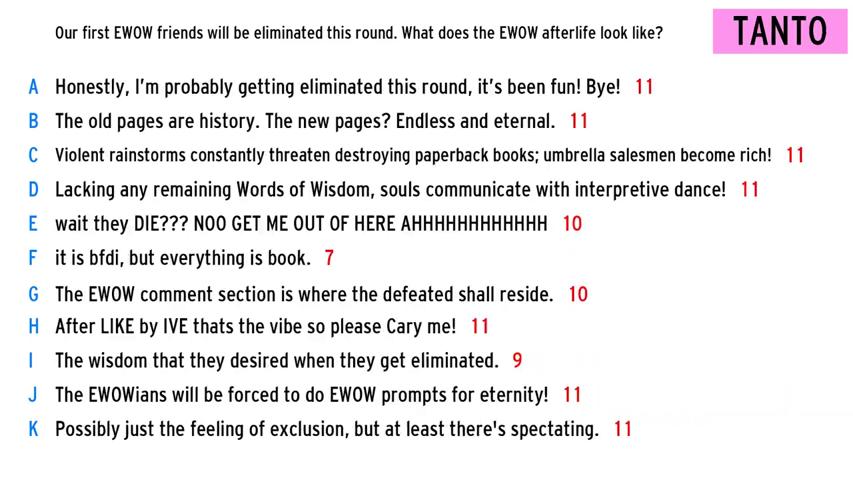 Our first EWOW friends will be eliminated this round. What does the EWOW afterlife look like?
TANTO
A Honestly, I'm probably getting eliminated this round, it's been fun! Bye! 11
B The old pages are history. The new pages? Endless and eternal. 11
C Violent rainstorms constantly threaten destroying paperback books; umbrella salesmen become rich! 11
D Lacking any remaining Words of Wisdom, souls communicate with interpretive dance! 11
E wait they DIE??? NOO GET ME OUT OF HERE AHHHHHHHHHHHH 10
F it is bfdi, but everything is book. 7
G The EWOW comment section is where the defeated shall reside. 10
H After LIKE by IVE thats the vibe so please Cary me! 11
I The wisdom that they desired when they get eliminated. 9
J The EWOWians will be forced to do EWOW prompts for eternity! 11
K Possibly just the feeling of exclusion, but at least there's spectating. 11